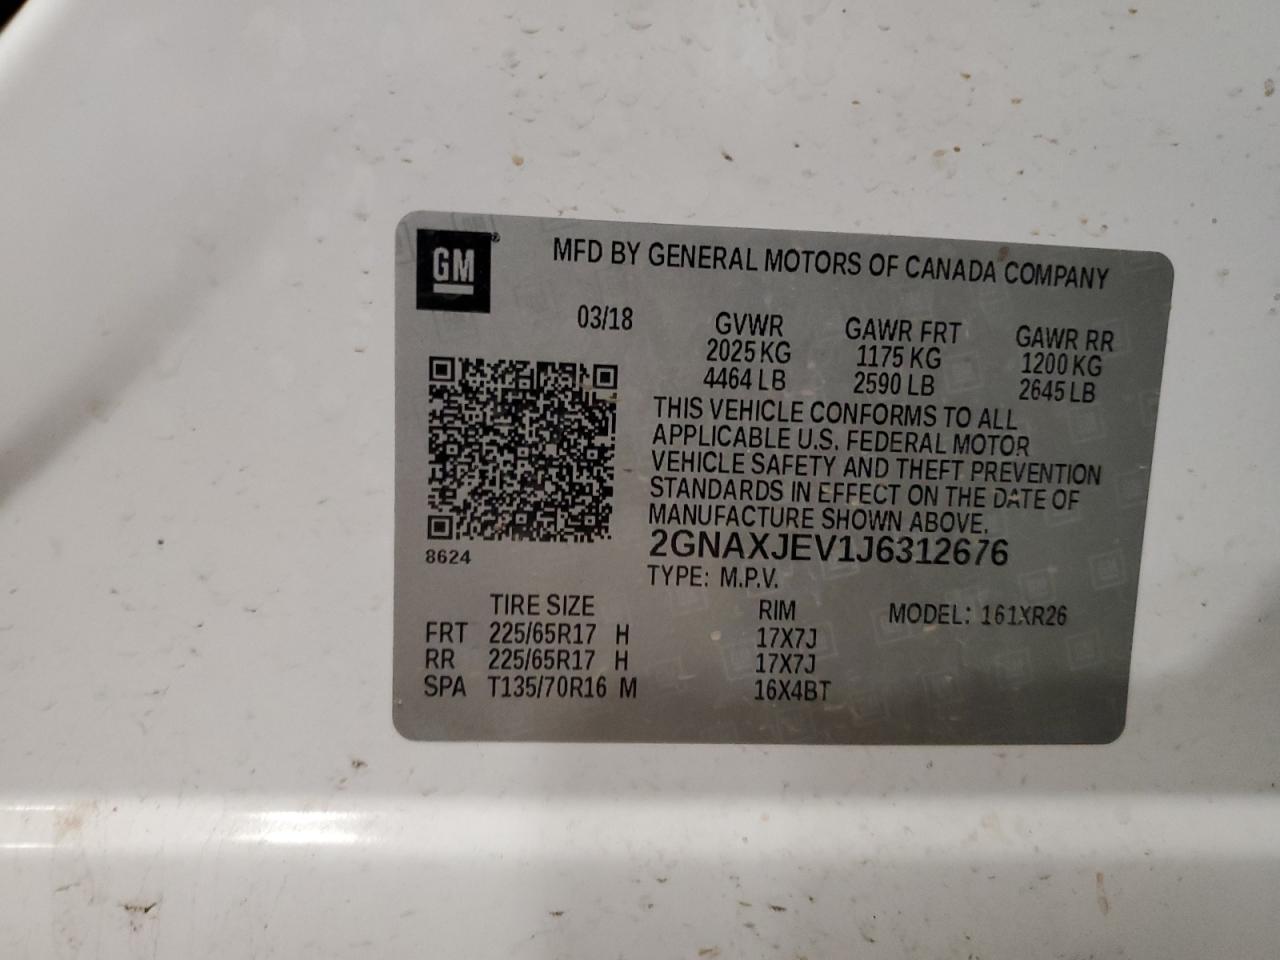 GM
MFD BY GENERAL MOTORS OF CANADA COMPANY
03/18
GVWR GAWR FRT GAWR RR
2025 KG 1175 KG 1200 KG
4464 LB 2590 LB 2645 LB
THIS VEHICLE CONFORMS TO ALL
APPLICABLE U.S. FEDERAL MOTOR
VEHICLE SAFETY AND THEFT PREVENTION
STANDARDS IN EFFECT ON THE DATE OF
MANUFACTURE SHOWN ABOVE.
8624
2GNAXJEV1J6312676
TYPE: M.P.V.
TIRE SIZE RIM MODEL: 161XR26
FRT 225/65R17 H 17X7J
RR 225/65R17 H 17X7J
SPA T135/70R16 M 16X4BT